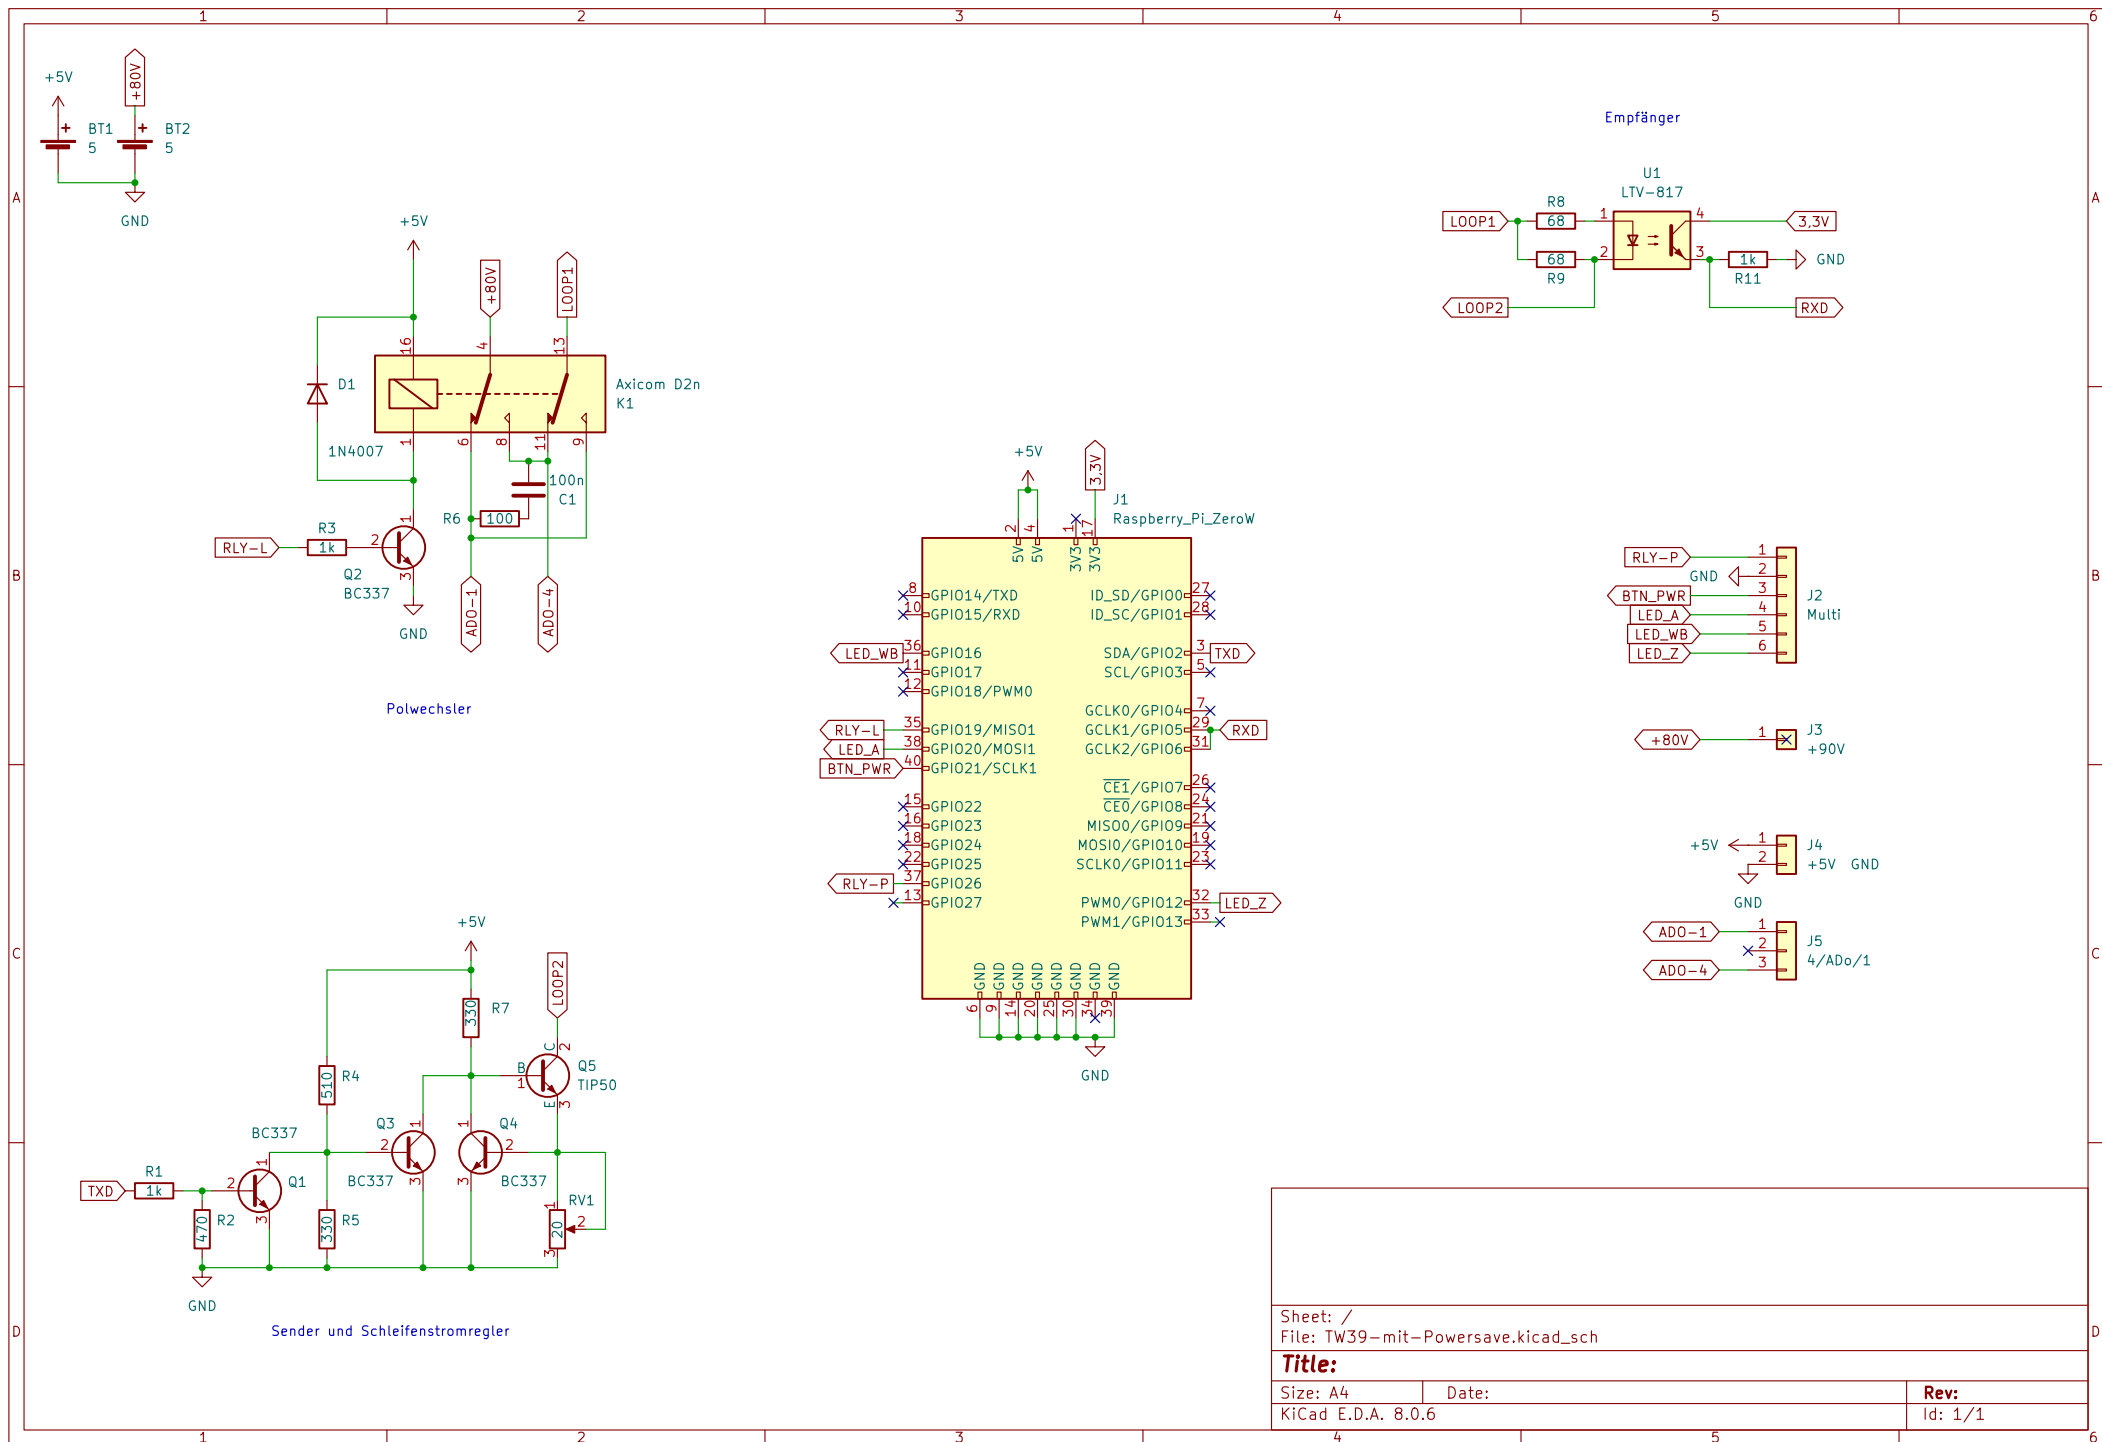 1 2 3 4 5 6
A
B
C
D
+5V
+80V
BT1
5
BT2
5
GND
+5V
+80V
LOOP1
16
4
13
D1
1N4007
Axicom D2n
K1
1
6
8
11
9
100n
C1
R6
100
RLY-L
R3
1k
2
1
3
Q2
BC337
GND
ADO-1
ADO-4
Polwechsler
+5V
R7
330
LOOP2
R4
510
C
2
B
1
E
3
Q5
TIP50
BC337
Q3
2
1
3
BC337
Q4
1
2
3
BC337
TXD
R1
1k
2
1
3
Q1
R2
470
R5
330
RV1
20
1
2
3
GND
Sender und Schleifenstromregler
+5V
3,3V
J1
Raspberry_Pi_ZeroW
2
4
1
17
5V
5V
3V3
3V3
8 GPIO14/TXD
10 GPIO15/RXD
LED_WB 36 GPIO16
11 GPIO17
12 GPIO18/PWM0
RLY-L 35 GPIO19/MISO1
LED_A 38 GPIO20/MOSI1
BTN_PWR 40 GPIO21/SCLK1
15 GPIO22
16 GPIO23
18 GPIO24
22 GPIO25
RLY-P 37 GPIO26
13 GPIO27
ID_SD/GPIO0 27
ID_SC/GPIO1 28
SDA/GPIO2 3 TXD
SCL/GPIO3 5
GCLK0/GPIO4 7
GCLK1/GPIO5 29 RXD
GCLK2/GPIO6 31
CE1/GPIO7 26
CE0/GPIO8 24
MISO0/GPIO9 21
MOSI0/GPIO10 19
SCLK0/GPIO11 23
PWM0/GPIO12 32 LED_Z
PWM1/GPIO13 33
GND GND GND GND GND GND GND GND
6 9 14 20 25 30 34 39
GND
Empfänger
U1
LTV-817
LOOP1
R8
68
1
4
3,3V
68
R9
2
3
1k
R11
GND
LOOP2
RXD
RLY-P 1
GND 2
BTN_PWR 3
LED_A 4
LED_WB 5
LED_Z 6
J2
Multi
+80V 1
J3
+90V
+5V 1
2
GND
J4
+5V GND
ADO-1 1
2
ADO-4 3
J5
4/ADo/1
Sheet: /
File: TW39-mit-Powersave.kicad_sch
Title:
Size: A4 Date: Rev:
KiCad E.D.A. 8.0.6 Id: 1/1
A
B
C
D
1 2 3 4 5 6